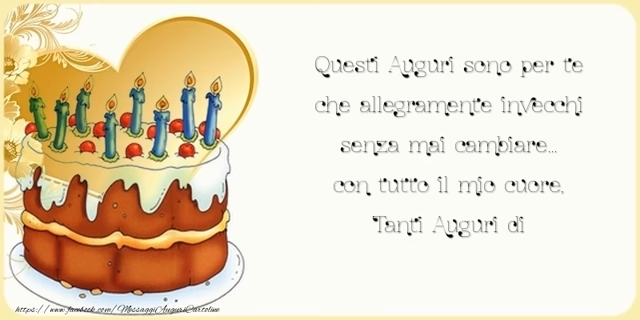 Questi Auguri sono per te
che allegramente invecchi
senza mai cambiare...
con tutto il mio cuore,
Tanti Auguri di
https://www.facebook.com/MessaggiAuguriCartoline